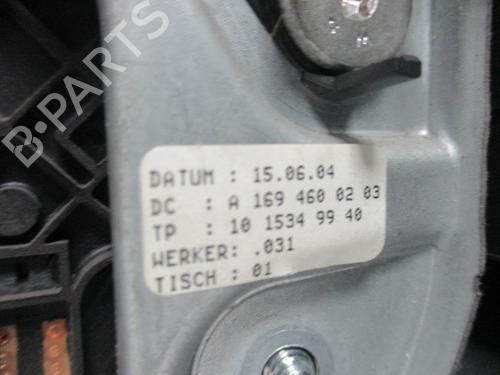 B-PARTS
DATUM : 15.06.04
DC : A 169 460 02 03
TP : 10 1534 99 40
WERKER: .031
TISCH : 01